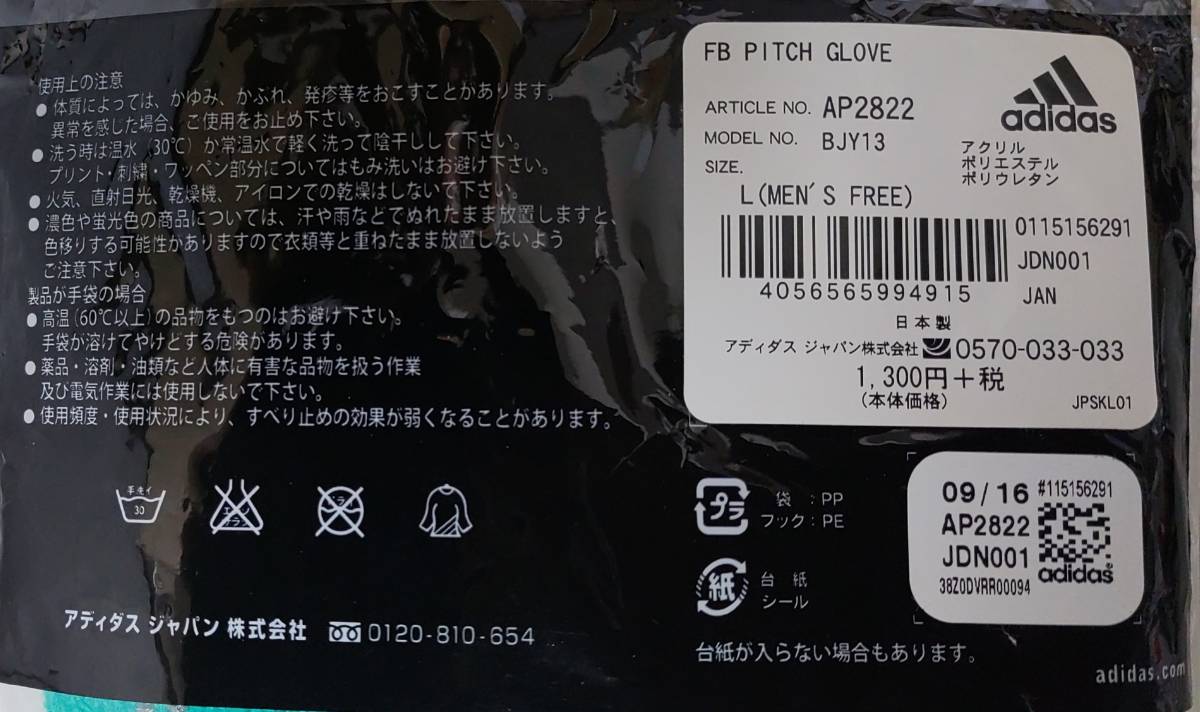 使用上の注意
● 体質によっては、かゆみ、かぶれ、発疹等をおこすことがあります。
異常を感じた場合、ご使用をお止め下さい。
● 洗う時は温水（30℃）か常温水で軽く洗って陰干しして下さい。
プリント・刺繍・ワッペン部分についてはもみ洗いはお避け下さい。
● 火気、直射日光、乾燥機、アイロンでの乾燥はしないで下さい。
● 濃色や蛍光色の商品については、汗や雨などでぬれたまま放置しますと、
色移りする可能性がありますので衣類等と重ねたまま放置しないよう
ご注意下さい。
製品が手袋の場合
● 高温（60℃以上）の品物をもつのはお避け下さい。
手袋が溶けてやけどする危険があります。
● 薬品・溶剤・油類など人体に有害な品物を扱う作業
及び電気作業には使用しないで下さい。
● 使用頻度・使用状況により、すべり止めの効果が弱くなることがあります。
手洗イ
30
エンソ
サラシ
ドライ
アディダス ジャパン 株式会社 0120-810-654
FB PITCH GLOVE
adidas
ARTICLE NO. AP2822
MODEL NO. BJY13
SIZE.
L(MEN'S FREE)
アクリル
ポリエステル
ポリウレタン
4056565994915
0115156291
JDN001
JAN
日本製
アディダス ジャパン株式会社 0570-033-033
1,300円＋税
(本体価格)
JPSKL01
プラ
袋 : PP
フック : PE
紙
台紙
シール
台紙が入らない場合もあります。
09/16 #115156291
AP2822
JDN001
38Z0DVRR00094
adidas
adidas.com